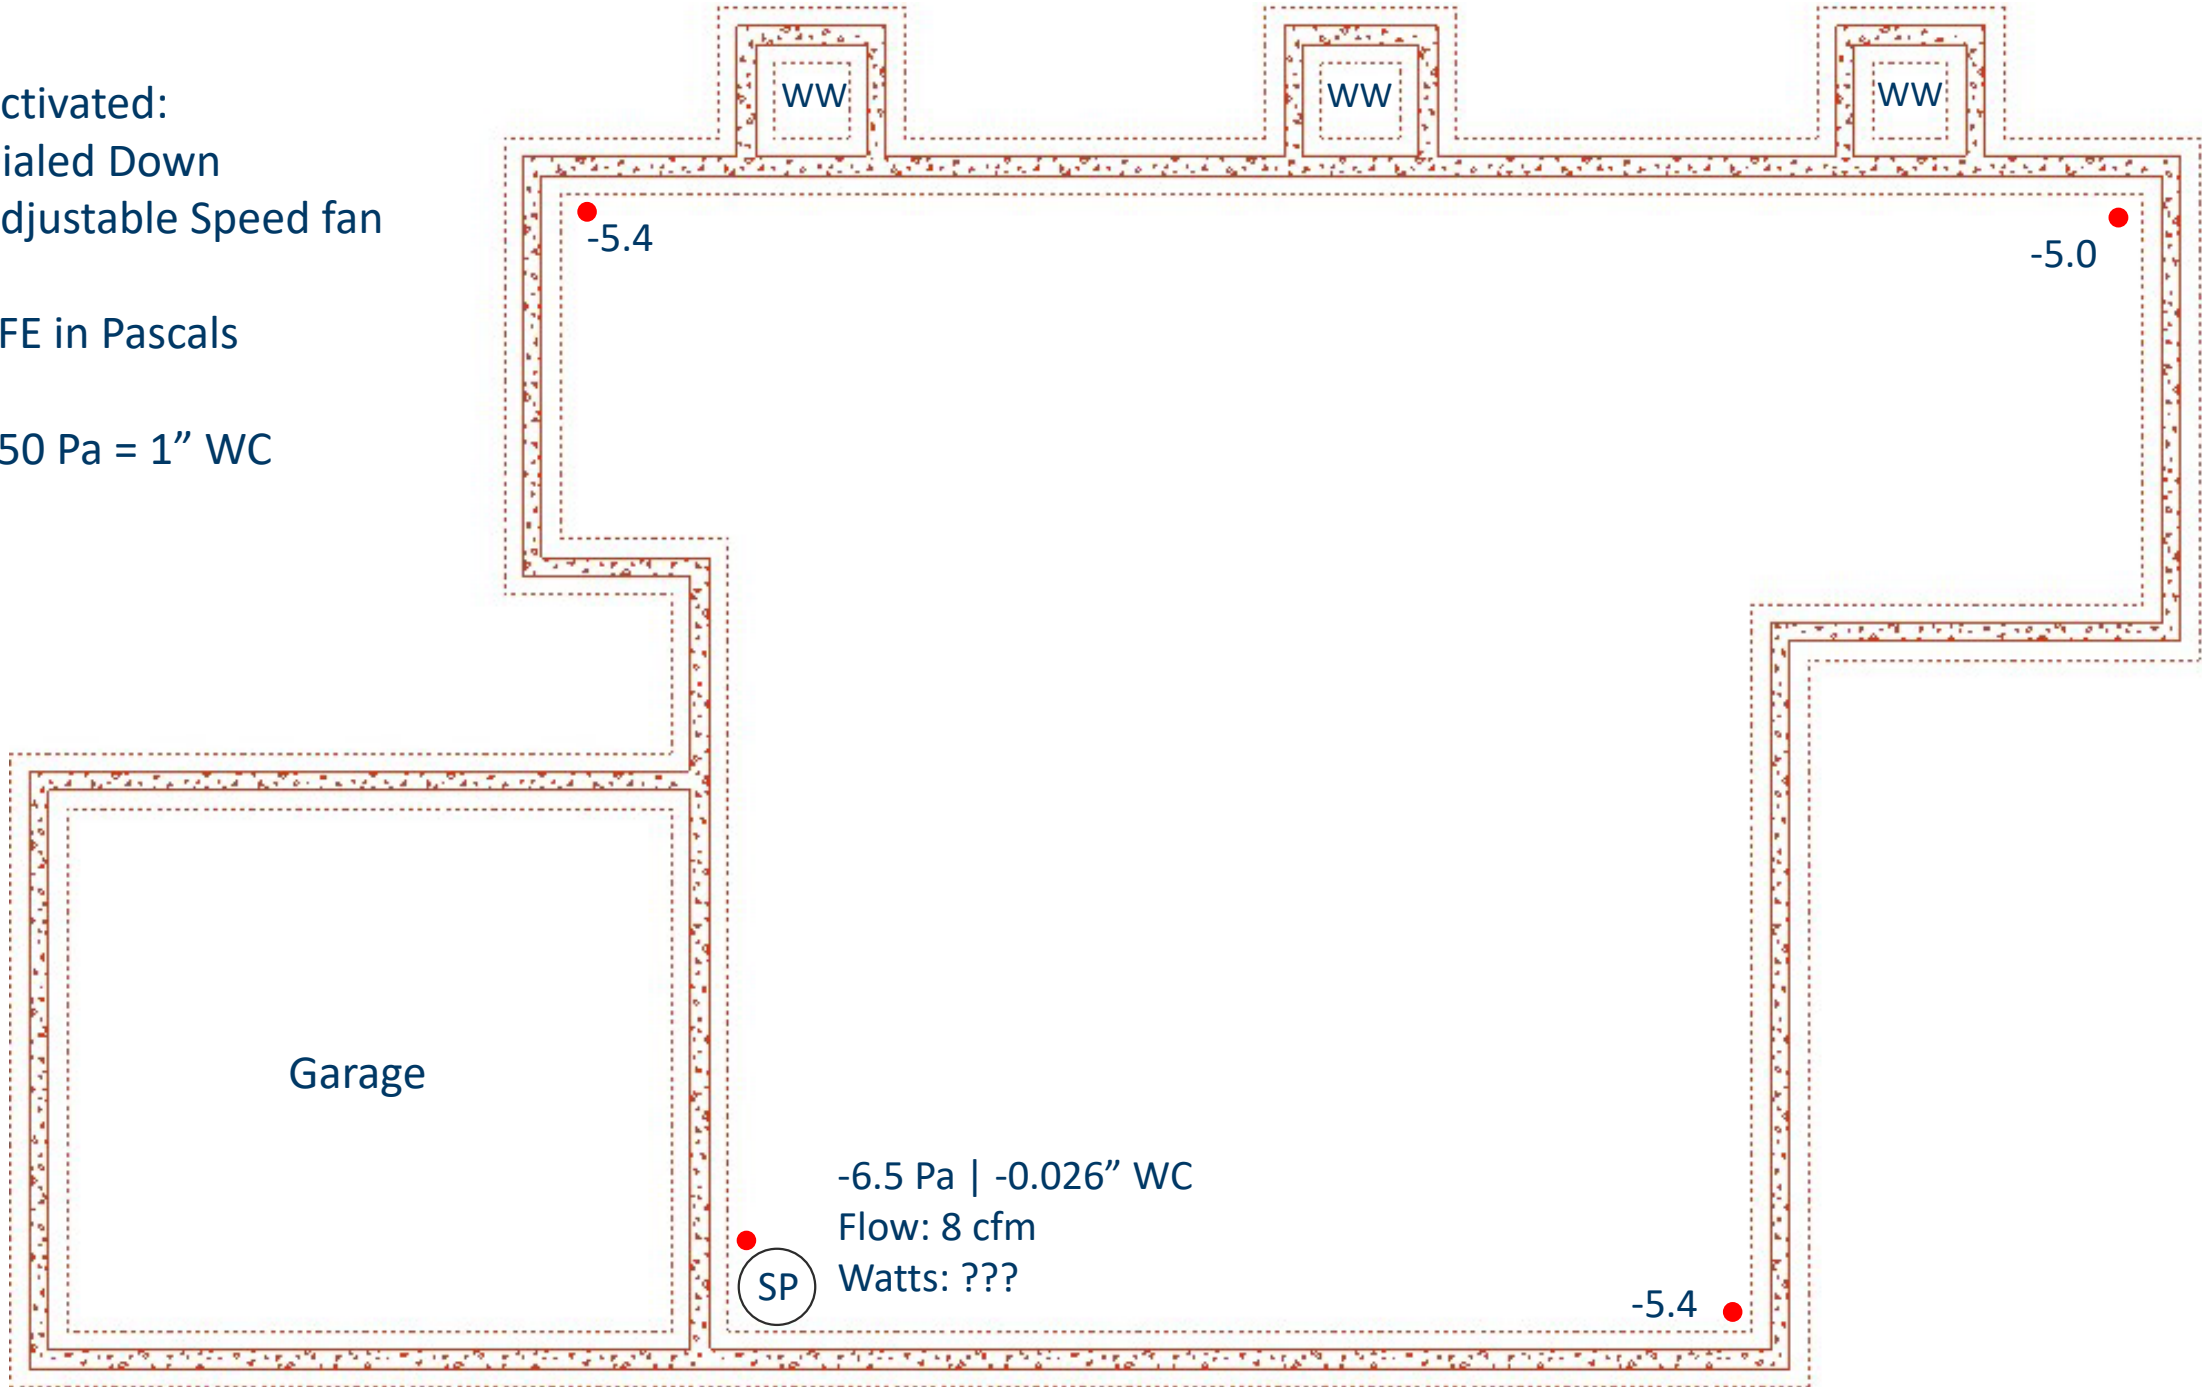 ctivated:
ialed Down
djustable Speed fan
FE in Pascals
50 Pa = 1” WC
WW
WW
WW
-5.4
-5.0
Garage
-6.5 Pa | -0.026” WC
Flow: 8 cfm
Watts: ???
SP
-5.4